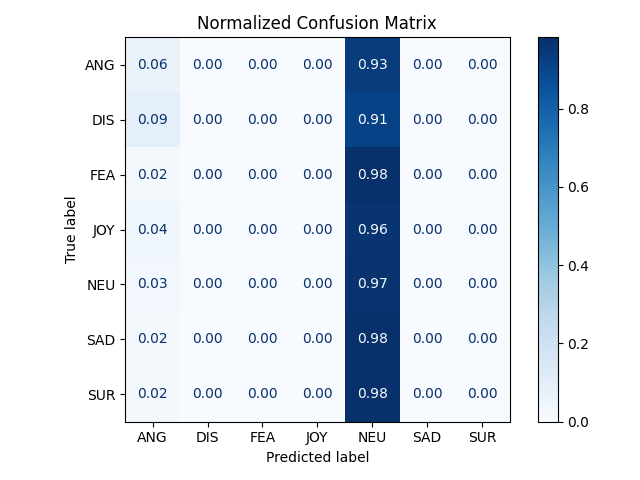 Normalized Confusion Matrix
ANG 0.06 0.00 0.00 0.00 0.93 0.00 0.00
DIS 0.09 0.00 0.00 0.00 0.91 0.00 0.00
FEA 0.02 0.00 0.00 0.00 0.98 0.00 0.00
JOY 0.04 0.00 0.00 0.00 0.96 0.00 0.00
NEU 0.03 0.00 0.00 0.00 0.97 0.00 0.00
SAD 0.02 0.00 0.00 0.00 0.98 0.00 0.00
SUR 0.02 0.00 0.00 0.00 0.98 0.00 0.00
ANG DIS FEA JOY NEU SAD SUR
Predicted label
True label
0.8
0.6
0.4
0.2
0.0